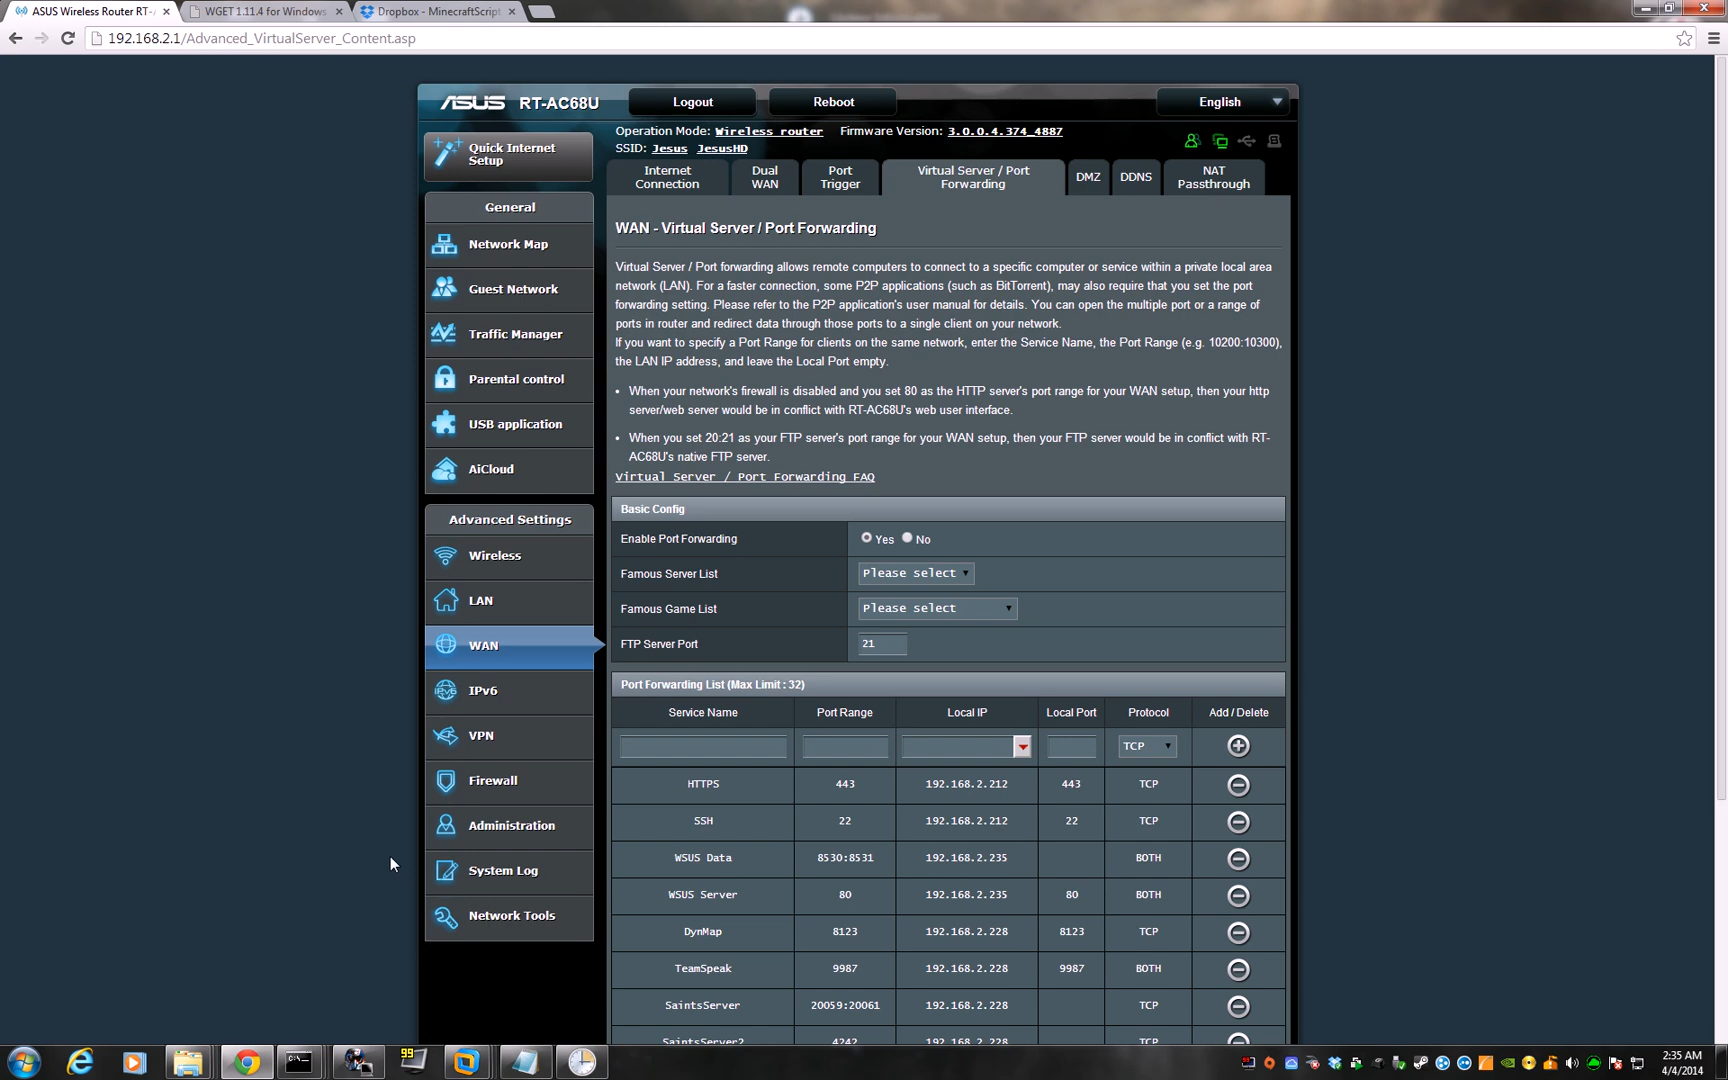 ASUS Wireless Router RT-
WGET 1.11.4 for Windows
Dropbox - MinecraftScript
192.168.2.1/Advanced_VirtualServer_Content.asp
ASUS RT-AC68U
Logout
Reboot
English
Operation Mode: Wireless router Firmware Version: 3.0.0.4.374_4887
SSID: Jesus JesusHD
Quick Internet
Setup
General
Network Map
Guest Network
Traffic Manager
Parental control
USB application
AiCloud
Advanced Settings
Wireless
LAN
WAN
IPv6
VPN
Firewall
Administration
System Log
Network Tools
Internet
Connection
Dual
WAN
Port
Trigger
Virtual Server / Port
Forwarding
DMZ
DDNS
NAT
Passthrough
WAN - Virtual Server / Port Forwarding
Virtual Server / Port forwarding allows remote computers to connect to a specific computer or service within a private local area
network (LAN). For a faster connection, some P2P applications (such as BitTorrent), may also require that you set the port
forwarding setting. Please refer to the P2P application's user manual for details. You can open the multiple port or a range of
ports in router and redirect data through those ports to a single client on your network.
If you want to specify a Port Range for clients on the same network, enter the Service Name, the Port Range (e.g. 10200:10300),
the LAN IP address, and leave the Local Port empty.
• When your network's firewall is disabled and you set 80 as the HTTP server's port range for your WAN setup, then your http
server/web server would be in conflict with RT-AC68U's web user interface.
• When you set 20:21 as your FTP server's port range for your WAN setup, then your FTP server would be in conflict with RT-
AC68U's native FTP server.
Virtual Server / Port Forwarding FAQ
Basic Config
Enable Port Forwarding Yes No
Famous Server List Please select
Famous Game List Please select
FTP Server Port 21
Port Forwarding List (Max Limit : 32)
Service Name Port Range Local IP Local Port Protocol Add / Delete
TCP
HTTPS 443 192.168.2.212 443 TCP
SSH 22 192.168.2.212 22 TCP
WSUS Data 8530:8531 192.168.2.235 BOTH
WSUS Server 80 192.168.2.235 80 BOTH
DynMap 8123 192.168.2.228 8123 TCP
TeamSpeak 9987 192.168.2.228 9987 BOTH
SaintsServer 20059:20061 192.168.2.228 TCP
SaintsServer2 4242 192.168.2.228 TCP
99
2:35 AM
4/4/2014